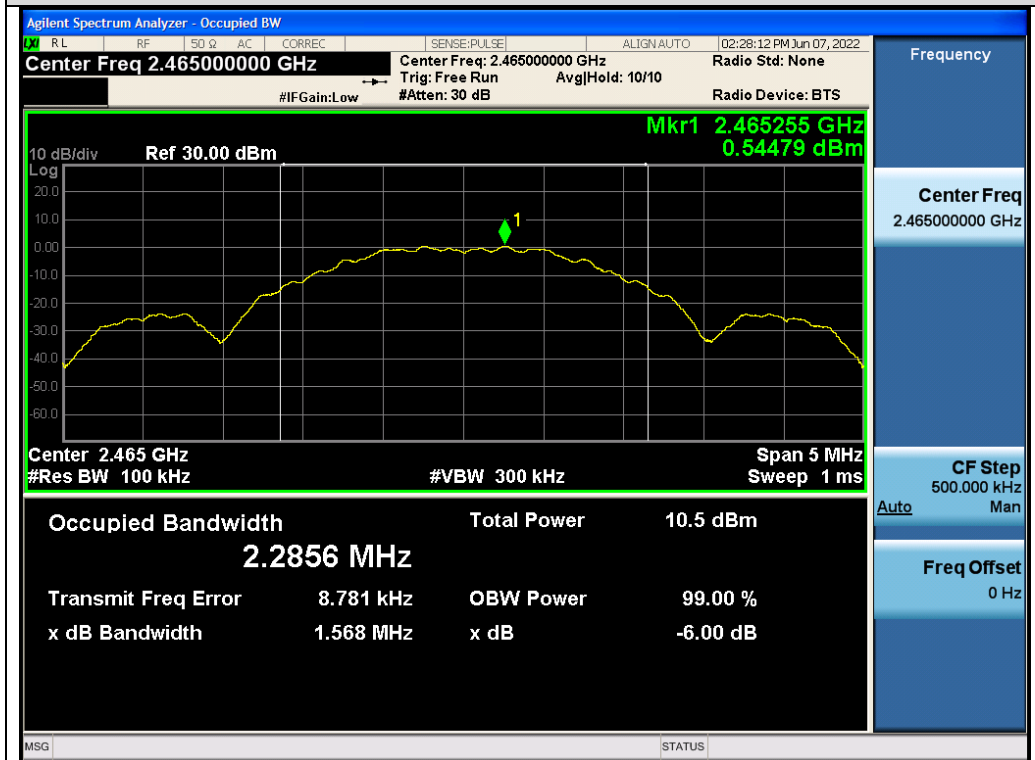 Agilent Spectrum Analyzer - Occupied BW
LXI RL RF 50 Ω AC CORREC SENSE:PULSE ALIGN AUTO 02:28:12 PM Jun 07, 2022
Center Freq 2.465000000 GHz
Center Freq: 2.465000000 GHz
Radio Std: None
Trig: Free Run Avg|Hold: 10/10
#IFGain:Low #Atten: 30 dB Radio Device: BTS
Mkr1 2.465255 GHz
0.54479 dBm
10 dB/div Ref 30.00 dBm
Log
20.0
10.0
1
0.00
-10.0
-20.0
-30.0
-40.0
-50.0
-60.0
Center 2.465 GHz Span 5 MHz
#Res BW 100 kHz #VBW 300 kHz Sweep 1 ms
Occupied Bandwidth Total Power 10.5 dBm
2.2856 MHz
Transmit Freq Error 8.781 kHz OBW Power 99.00 %
x dB Bandwidth 1.568 MHz x dB -6.00 dB
Frequency
Center Freq
2.465000000 GHz
CF Step
500.000 kHz
Auto Man
Freq Offset
0 Hz
MSG STATUS